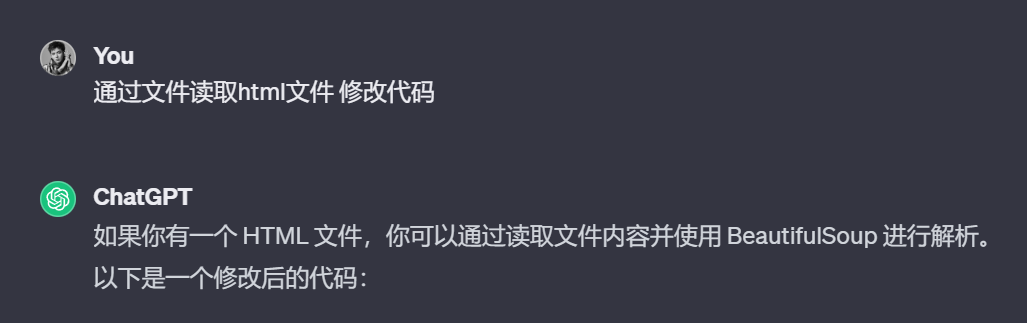 You
通过文件读取html文件 修改代码
ChatGPT
如果你有一个 HTML 文件，你可以通过读取文件内容并使用 BeautifulSoup 进行解析。
以下是一个修改后的代码：